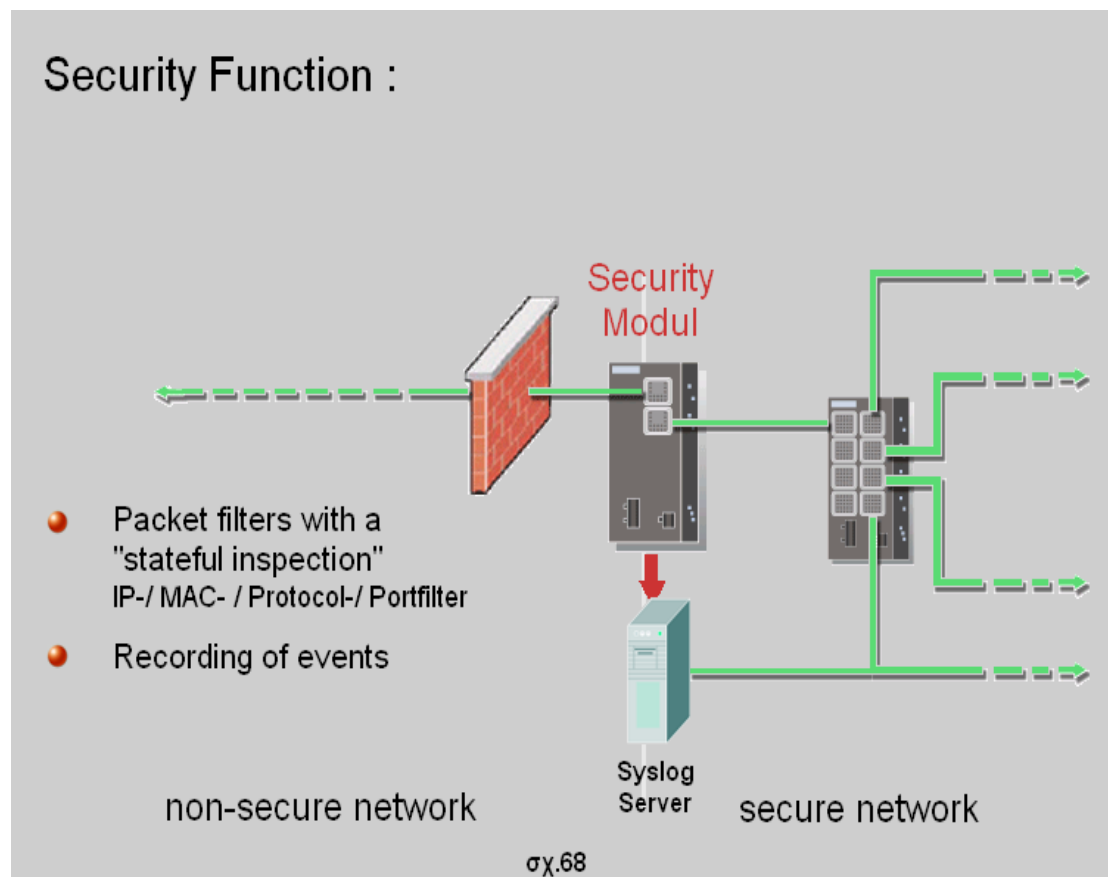 Security Function :
Security
Modul
Packet filters with a
"stateful inspection"
IP-/ MAC- / Protocol-/ Portfilter
Recording of events
Syslog
Server
non-secure network
secure network
σχ.68